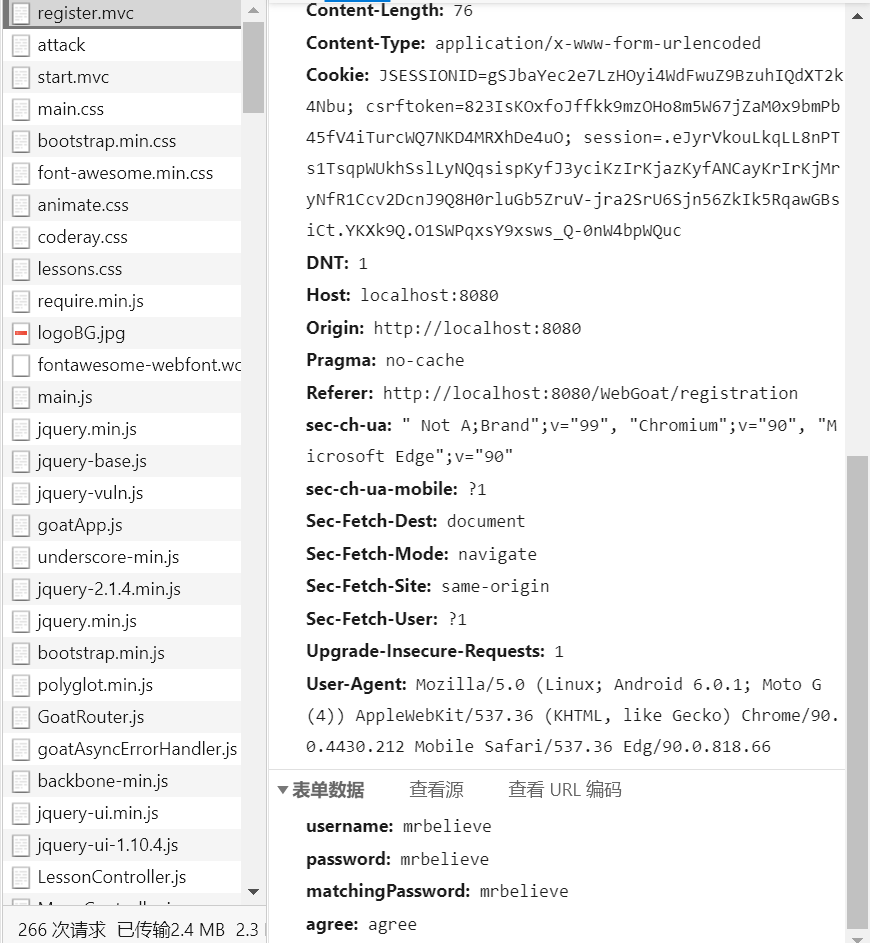 register.mvc
attack
start.mvc
main.css
bootstrap.min.css
font-awesome.min.css
animate.css
coderay.css
lessons.css
require.min.js
logoBG.jpg
fontawesome-webfont.wo
main.js
jquery.min.js
jquery-base.js
jquery-vuln.js
goatApp.js
underscore-min.js
jquery-2.1.4.min.js
jquery.min.js
bootstrap.min.js
polyglot.min.js
GoatRouter.js
goatAsyncErrorHandler.js
backbone-min.js
jquery-ui.min.js
jquery-ui-1.10.4.js
LessonController.js
266 次请求 已传输2.4 MB 2.3
Content-Length: 76
Content-Type: application/x-www-form-urlencoded
Cookie: JSESSIONID=gSJbaYec2e7LzHOyi4WdFwuZ9BzuhIQdXT2k
4Nbu; csrftoken=823IsKOxfoJffkk9mzOHo8m5W67jZaM0x9bmPb
45fV4iTurcWQ7NKD4MRXhDe4uO; session=.eJyrVkouLkqLL8nPT
s1TsqpWUkhSslLyNQqsispKyfJ3yciKzIrKjazKyfANCayKrIrKjMr
yNfR1Ccv2DcnJ9Q8H0rluGb5ZruV-jra2SrU6Sjn56ZkIk5RqawGBs
iCt.YKXk9Q.O1SWPqxsY9xsws_Q-0nW4bpWQuc
DNT: 1
Host: localhost:8080
Origin: http://localhost:8080
Pragma: no-cache
Referer: http://localhost:8080/WebGoat/registration
sec-ch-ua: " Not A;Brand";v="99", "Chromium";v="90", "M
icrosoft Edge";v="90"
sec-ch-ua-mobile: ?1
Sec-Fetch-Dest: document
Sec-Fetch-Mode: navigate
Sec-Fetch-Site: same-origin
Sec-Fetch-User: ?1
Upgrade-Insecure-Requests: 1
User-Agent: Mozilla/5.0 (Linux; Android 6.0.1; Moto G
(4)) AppleWebKit/537.36 (KHTML, like Gecko) Chrome/90.
0.4430.212 Mobile Safari/537.36 Edg/90.0.818.66
表单数据 查看源 查看 URL 编码
username: mrbelieve
password: mrbelieve
matchingPassword: mrbelieve
agree: agree